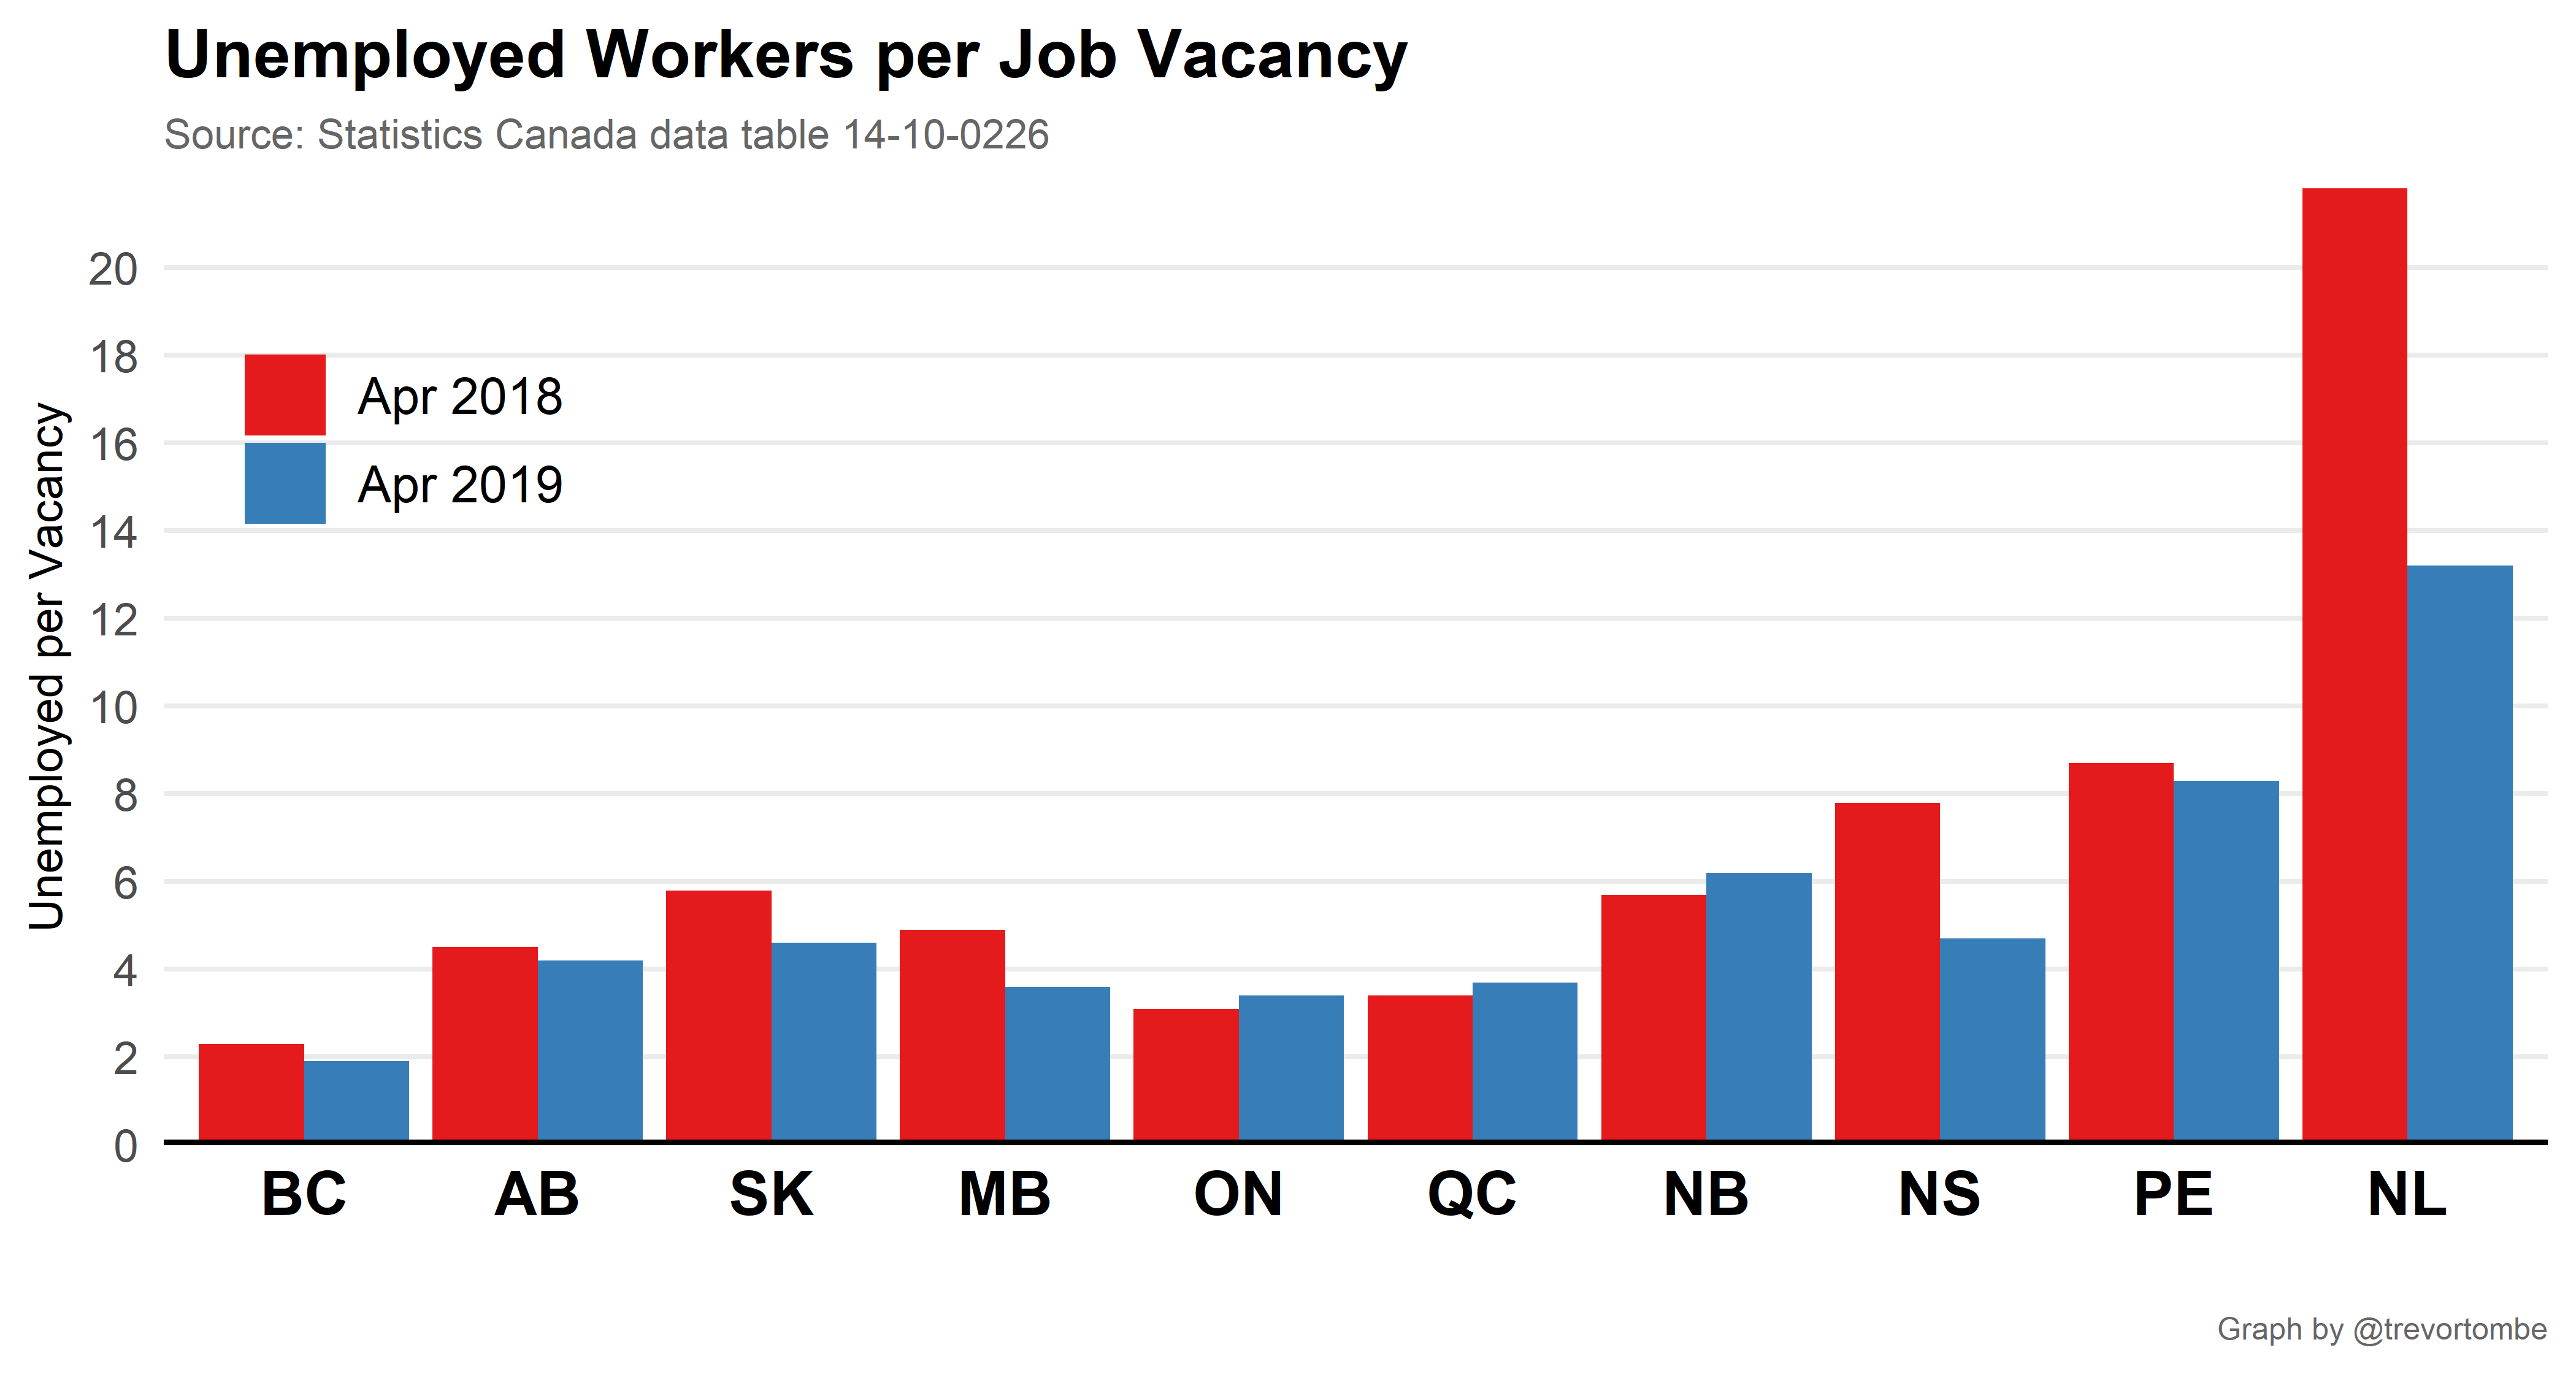 Unemployed Workers per Job Vacancy
Source: Statistics Canada data table 14-10-0226
Unemployed per Vacancy
20
18
16
14
12
10
8
6
4
2
0
Apr 2018
Apr 2019
BC AB SK MB ON QC NB NS PE NL
Graph by @trevortombe